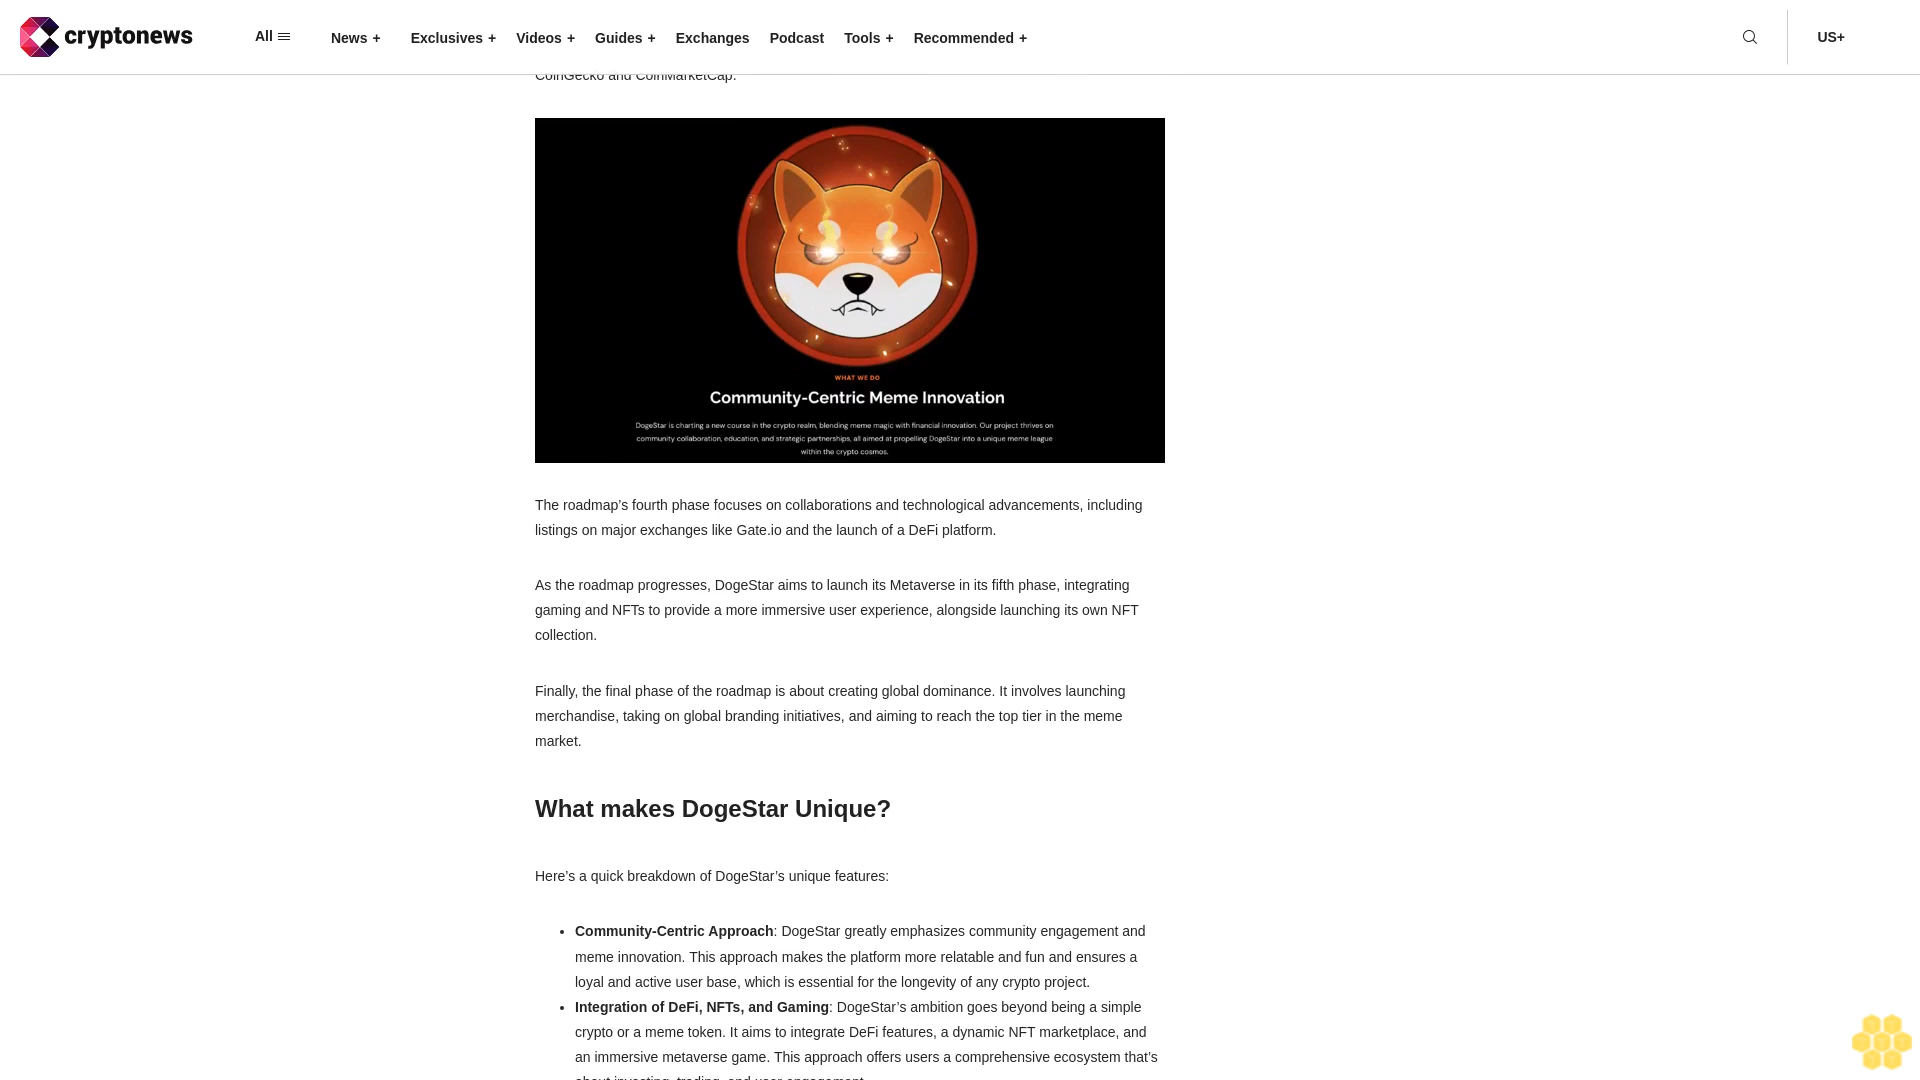 cryptonews
All
News +
Exclusives +
Videos +
Guides +
Exchanges
Podcast
Tools +
Recommended +
US+
CoinGecko and CoinMarketCap.
WHAT WE DO
Community-Centric Meme Innovation
DogeStar is charting a new course in the crypto realm, blending meme magic with financial innovation. Our project thrives on
community collaboration, education, and strategic partnerships, all aimed at propelling DogeStar into a unique meme league
within the crypto cosmos.
The roadmap’s fourth phase focuses on collaborations and technological advancements, including
listings on major exchanges like Gate.io and the launch of a DeFi platform.
As the roadmap progresses, DogeStar aims to launch its Metaverse in its fifth phase, integrating
gaming and NFTs to provide a more immersive user experience, alongside launching its own NFT
collection.
Finally, the final phase of the roadmap is about creating global dominance. It involves launching
merchandise, taking on global branding initiatives, and aiming to reach the top tier in the meme
market.
What makes DogeStar Unique?
Here’s a quick breakdown of DogeStar’s unique features:
• Community-Centric Approach: DogeStar greatly emphasizes community engagement and
meme innovation. This approach makes the platform more relatable and fun and ensures a
loyal and active user base, which is essential for the longevity of any crypto project.
• Integration of DeFi, NFTs, and Gaming: DogeStar’s ambition goes beyond being a simple
crypto or a meme token. It aims to integrate DeFi features, a dynamic NFT marketplace, and
an immersive metaverse game. This approach offers users a comprehensive ecosystem that’s
about investing, trading, and user engagement.